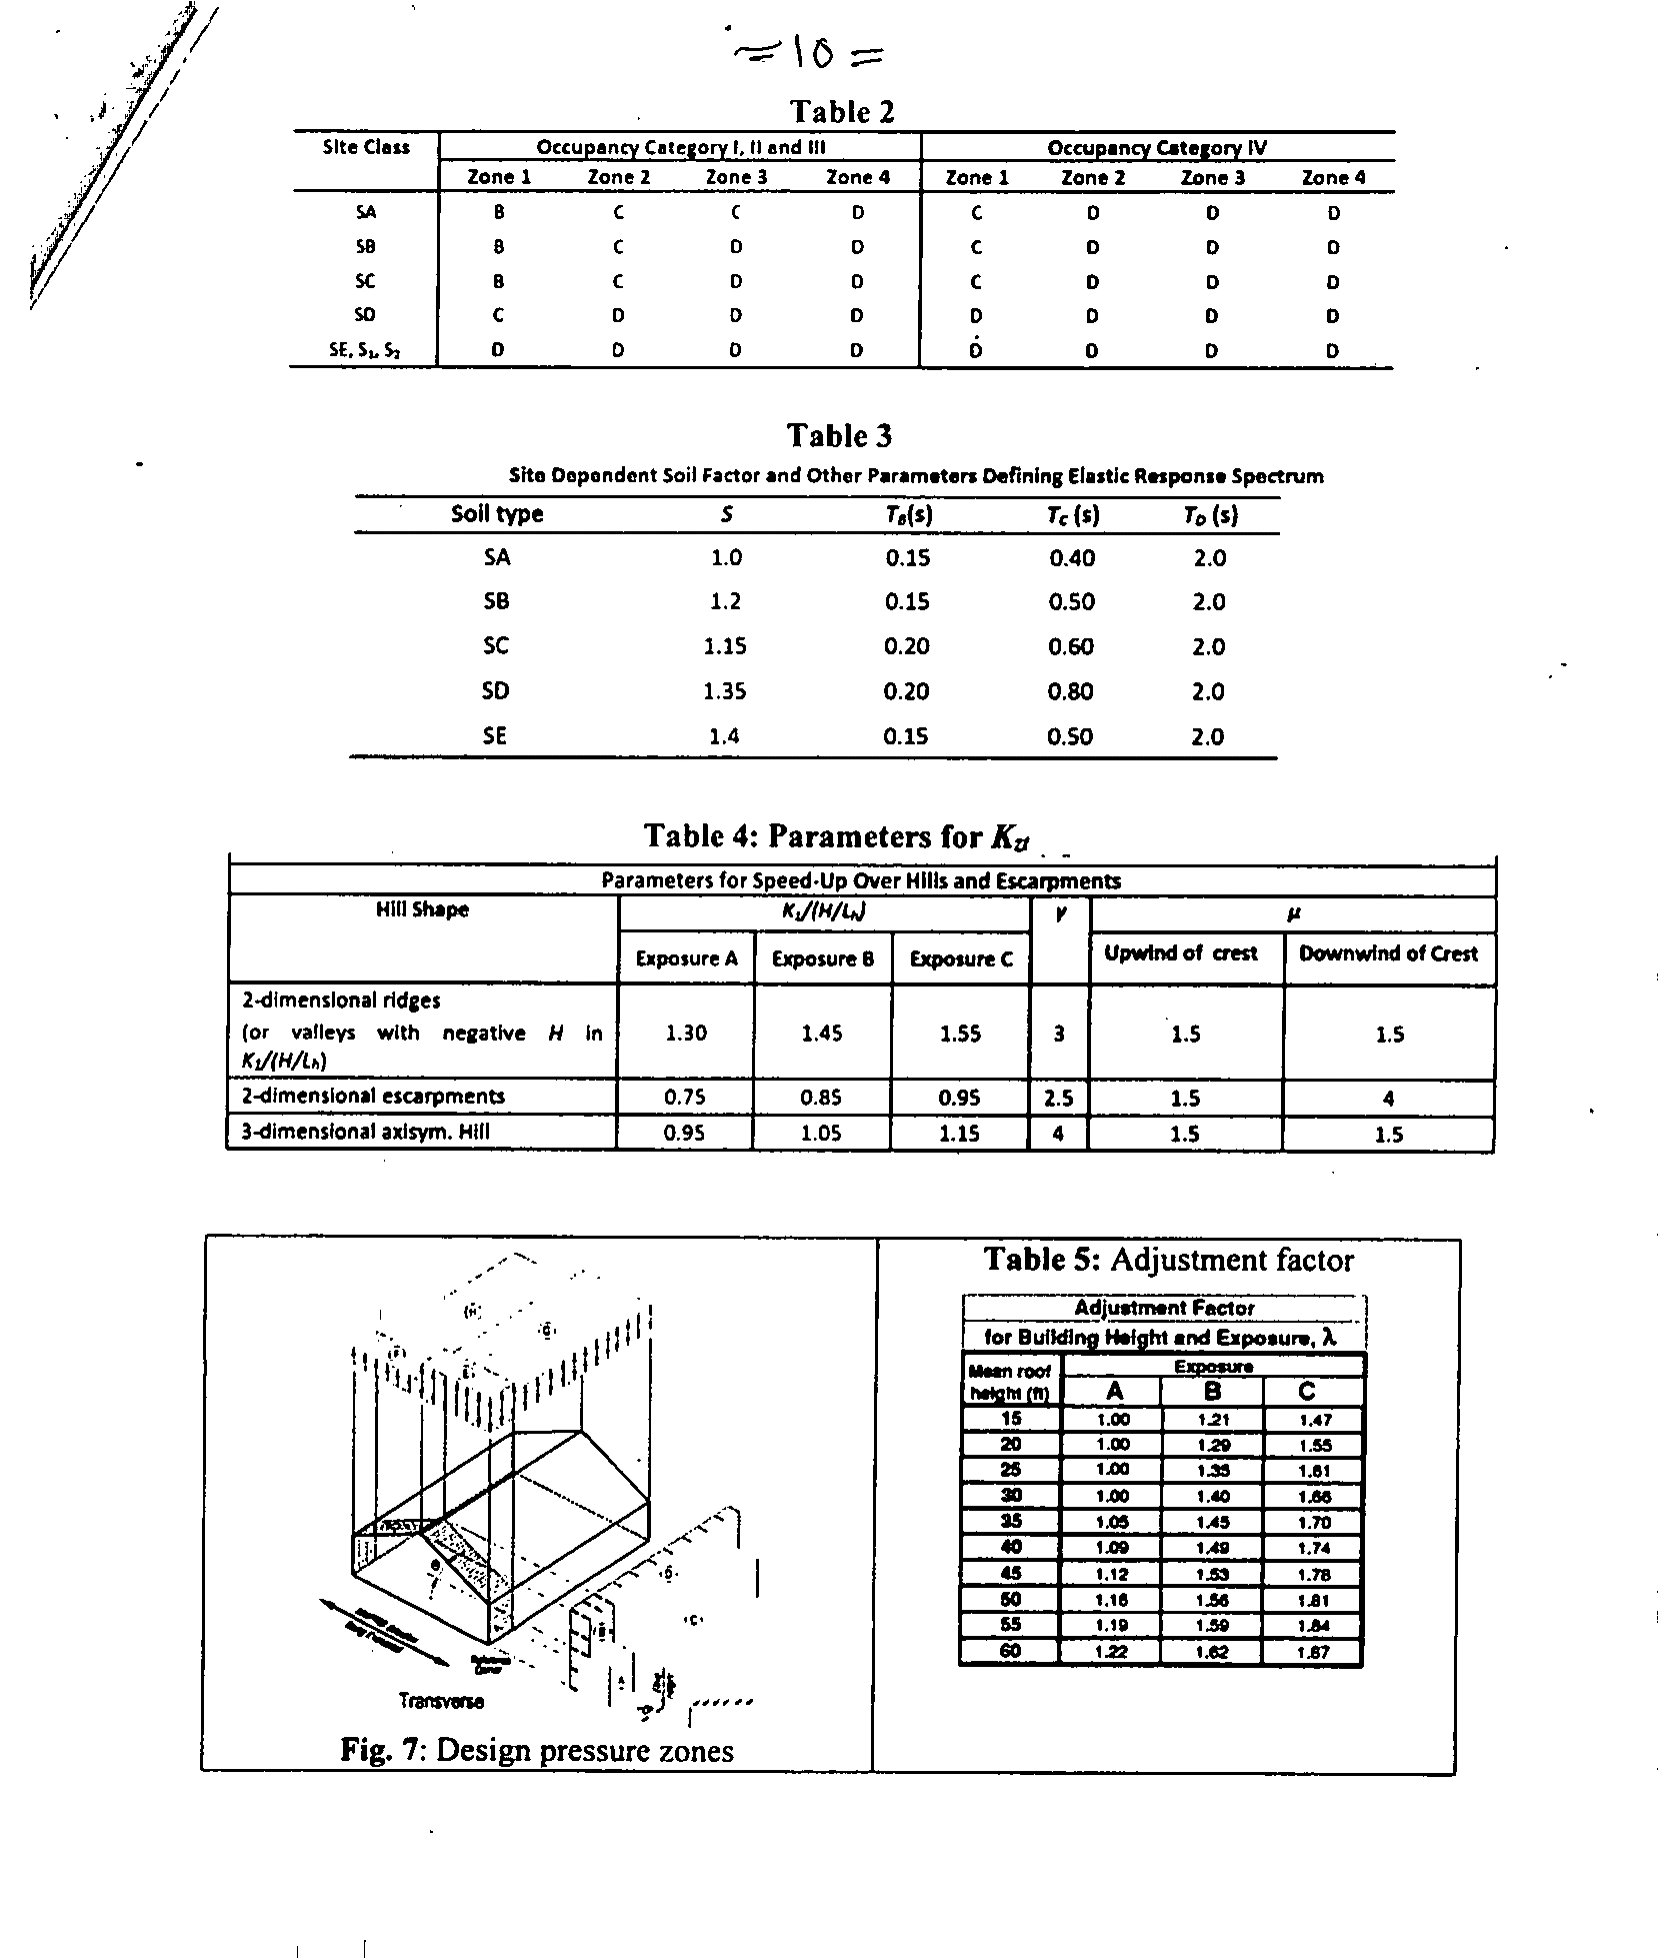 = 10 =
Table 2
Site Class Occupancy Category I, II and III Occupancy Category IV
Zone 1 Zone 2 Zone 3 Zone 4 Zone 1 Zone 2 Zone 3 Zone 4
SA B C C D C D D D
SB B C D D C D D D
SC B C D D C D D D
SD C D D D D D D D
SE, S₁, S₂ D D D D D D D D
Table 3
Site Dependent Soil Factor and Other Parameters Defining Elastic Response Spectrum
Soil type S T_B(s) T_C (s) T_D (s)
SA 1.0 0.15 0.40 2.0
SB 1.2 0.15 0.50 2.0
SC 1.15 0.20 0.60 2.0
SD 1.35 0.20 0.80 2.0
SE 1.4 0.15 0.50 2.0
Table 4: Parameters for K_zt
Parameters for Speed-Up Over Hills and Escarpments
Hill Shape K₁/(H/L_h) γ μ
Exposure A Exposure B Exposure C Upwind of crest Downwind of Crest
2-dimensional ridges
(or valleys with negative H in 1.30 1.45 1.55 3 1.5 1.5
K₁/(H/L_h)
2-dimensional escarpments 0.75 0.85 0.95 2.5 1.5 4
3-dimensional axisym. Hill 0.95 1.05 1.15 4 1.5 1.5
Table 5: Adjustment factor
Adjustment Factor
for Building Height and Exposure, λ
Mean roof height (ft) Exposure
A B C
15 1.00 1.21 1.47
20 1.00 1.29 1.55
25 1.00 1.35 1.61
30 1.00 1.40 1.66
35 1.05 1.45 1.70
40 1.09 1.49 1.74
45 1.12 1.53 1.78
50 1.16 1.56 1.81
55 1.19 1.59 1.84
60 1.22 1.62 1.87
H
G
F
E
θ
D
B
C
A
Reference
Corner
Transverse
Fig. 7: Design pressure zones